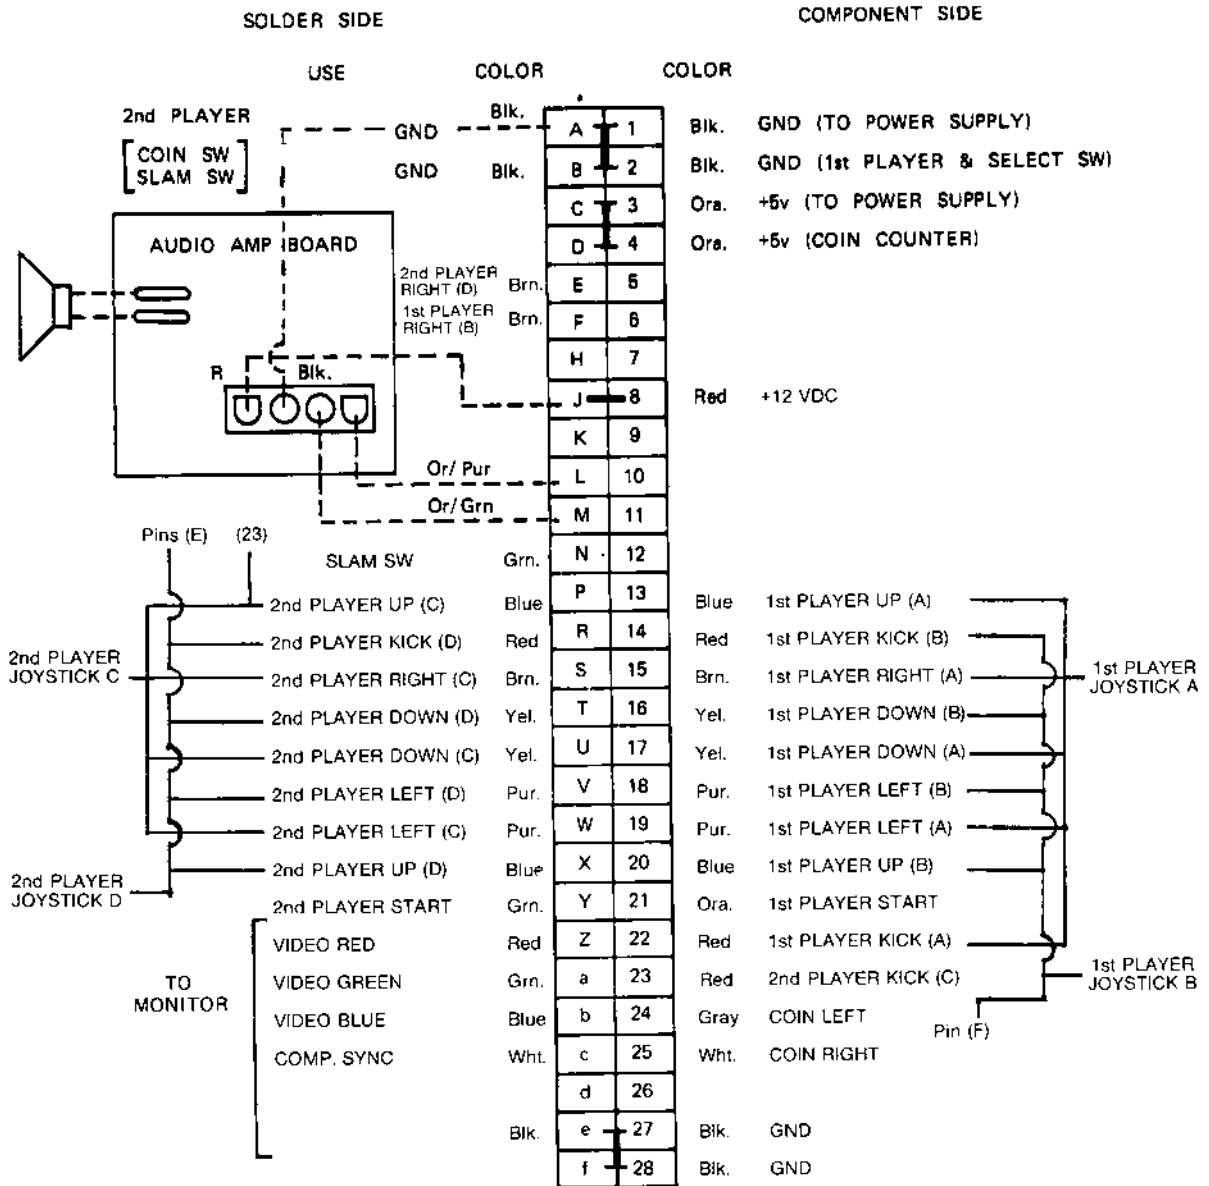 SOLDER SIDE COMPONENT SIDE
USE COLOR COLOR
2nd PLAYER
COIN SW
SLAM SW
GND Blk. A 1 Blk. GND (TO POWER SUPPLY)
GND Blk. B 2 Blk. GND (1st PLAYER & SELECT SW)
C 3 Ora. +5v (TO POWER SUPPLY)
AUDIO AMP BOARD
D 4 Ora. +5v (COIN COUNTER)
2nd PLAYER
RIGHT (D) Brn. E 5
1st PLAYER
RIGHT (B) Brn. F 6
H 7
R Blk.
J 8 Red +12 VDC
K 9
Or/ Pur L 10
Or/Grn M 11
Pins (E) (23)
SLAM SW Grn. N 12
2nd PLAYER UP (C) Blue P 13 Blue 1st PLAYER UP (A)
2nd PLAYER KICK (D) Red R 14 Red 1st PLAYER KICK (B)
2nd PLAYER
JOYSTICK C
2nd PLAYER RIGHT (C) Brn. S 15 Brn. 1st PLAYER RIGHT (A)
1st PLAYER
JOYSTICK A
2nd PLAYER DOWN (D) Yel. T 16 Yel. 1st PLAYER DOWN (B)
2nd PLAYER DOWN (C) Yel. U 17 Yel. 1st PLAYER DOWN (A)
2nd PLAYER LEFT (D) Pur. V 18 Pur. 1st PLAYER LEFT (B)
2nd PLAYER LEFT (C) Pur. W 19 Pur. 1st PLAYER LEFT (A)
2nd PLAYER UP (D) Blue X 20 Blue 1st PLAYER UP (B)
2nd PLAYER
JOYSTICK D
2nd PLAYER START Grn. Y 21 Ora. 1st PLAYER START
VIDEO RED Red Z 22 Red 1st PLAYER KICK (A)
TO
MONITOR
VIDEO GREEN Grn. a 23 Red 2nd PLAYER KICK (C)
1st PLAYER
JOYSTICK B
VIDEO BLUE Blue b 24 Gray COIN LEFT
Pin (F)
COMP. SYNC Wht. c 25 Wht. COIN RIGHT
d 26
Blk. e 27 Blk. GND
f 28 Blk. GND